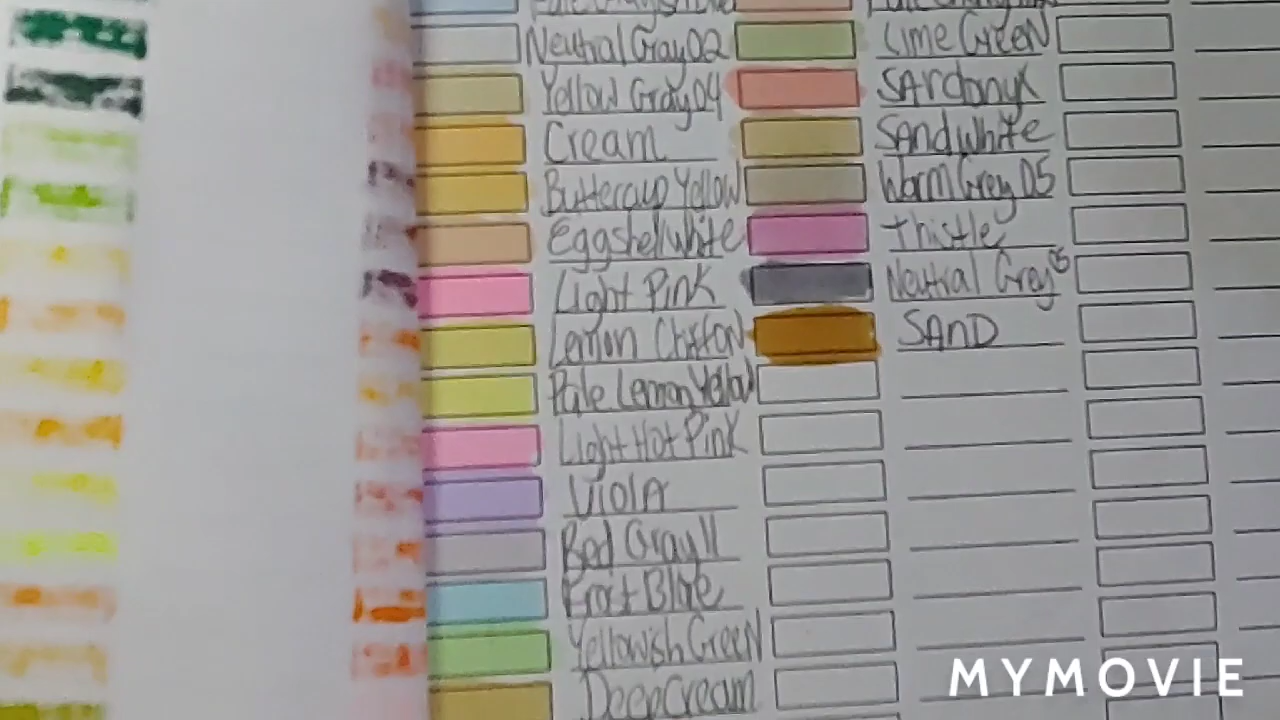 Neutral Gray 02
Yellow Gray 04
Cream
Buttercup Yellow
Eggshell white
Light Pink
Lemon Chiffon
Pale Lemon Yellow
Light Hot Pink
Viola
Red Gray 11
Frost Blue
Yellowish Green
Deep Cream
Lime Green
SArdonyx
SAnd white
Warm Grey 05
thistle
Neutral Grey 05
SAnD
MYMOVIE